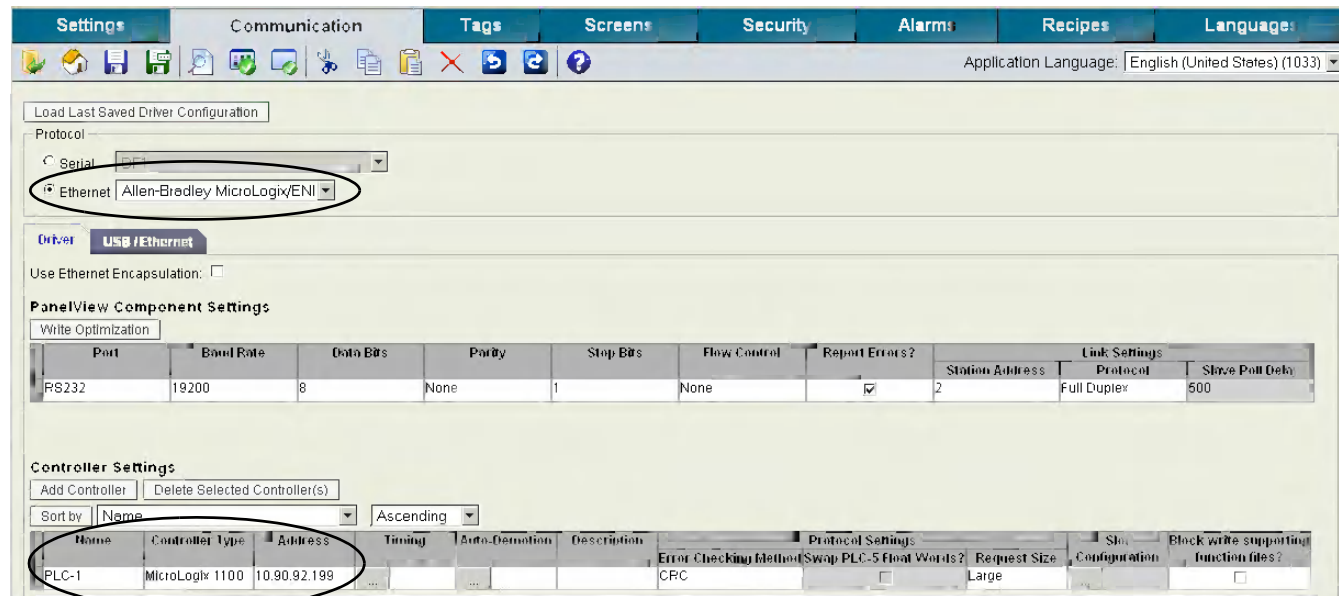 Settings Communication Tags Screens Security Alarms Recipes Languages
Application Language: English (United States) (1033)
Load Last Saved Driver Configuration
Protocol
Serial DF1
Ethernet Allen-Bradley MicroLogix/ENI
Driver USB / Ethernet
Use Ethernet Encapsulation:
PanelView Component Settings
Write Optimization
Port Baud Rate Data Bits Parity Stop Bits Flow Control Report Errors? Link Settings
Station Address Protocol Slave Poll Delay
RS232 19200 8 None 1 None 2 Full Duplex 500
Controller Settings
Add Controller Delete Selected Controller(s)
Sort by Name Ascending
Name Controller Type Address Timing Auto-Demotion Description Protocol Settings Slot Configuration Block write supporting function files?
Error Checking Method Swap PLC-5 Float Words? Request Size
PLC-1 MicroLogix 1100 10.90.92.199 ... ... CRC Large ...